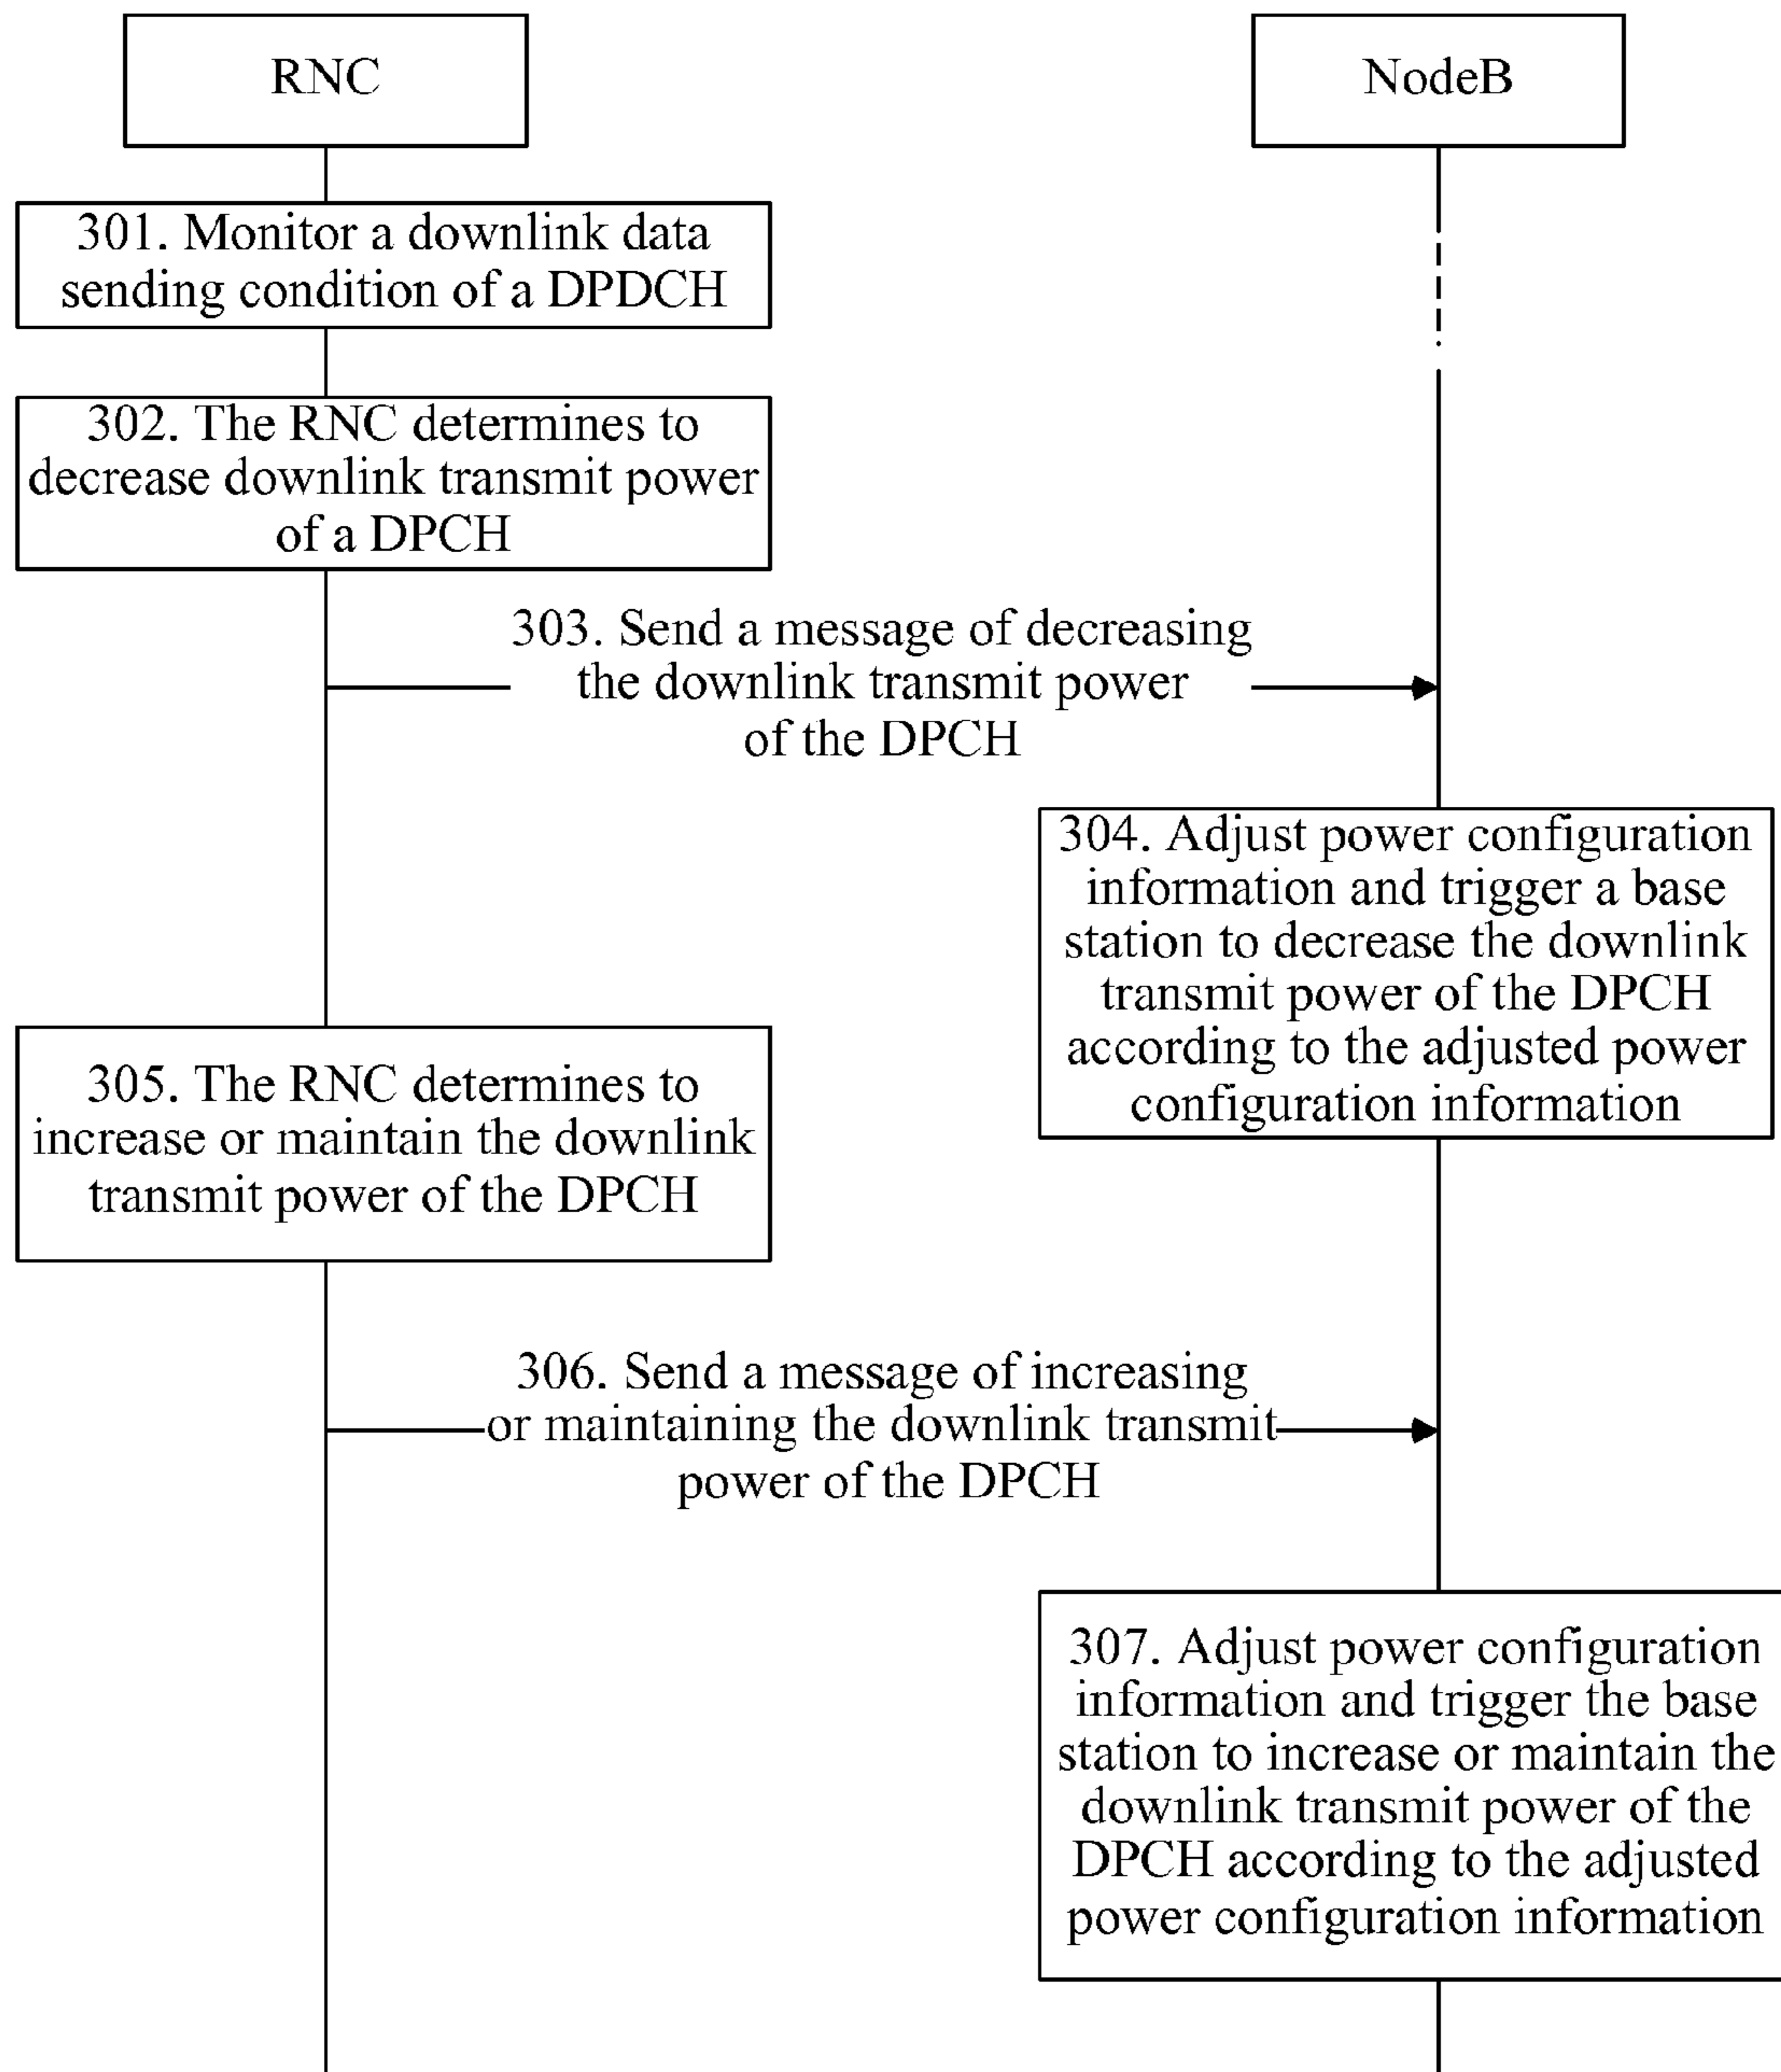 RNC
NodeB
301. Monitor a downlink data
sending condition of a DPDCH
302. The RNC determines to
decrease downlink transmit power
of a DPCH
303. Send a message of decreasing
the downlink transmit power
of the DPCH
304. Adjust power configuration
information and trigger a base
station to decrease the downlink
transmit power of the DPCH
according to the adjusted power
configuration information
305. The RNC determines to
increase or maintain the downlink
transmit power of the DPCH
306. Send a message of increasing
or maintaining the downlink transmit
power of the DPCH
307. Adjust power configuration
information and trigger the base
station to increase or maintain the
downlink transmit power of the
DPCH according to the adjusted
power configuration information